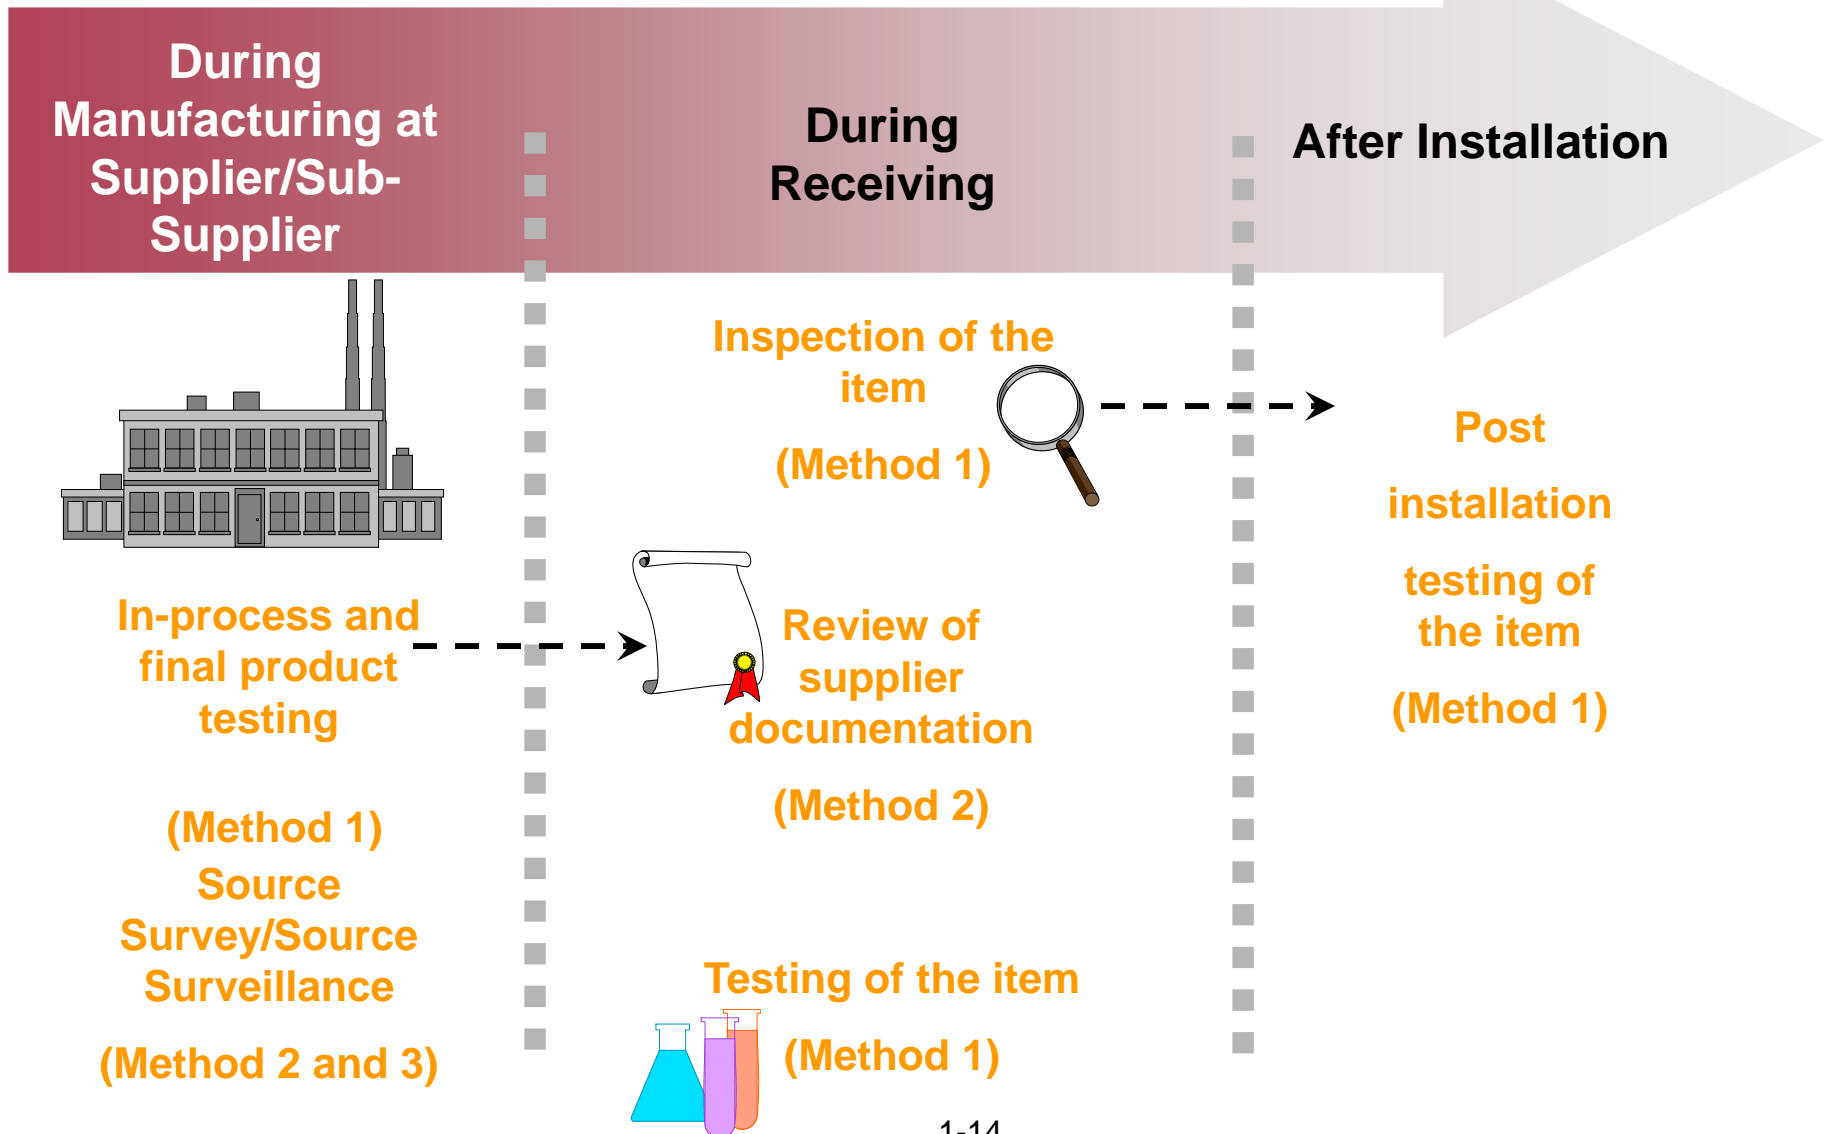 During
Manufacturing at
Supplier/Sub-
Supplier
During
Receiving
After Installation
In-process and
final product
testing
(Method 1)
Source
Survey/Source
Surveillance
(Method 2 and 3)
Inspection of the
item
(Method 1)
Review of
supplier
documentation
(Method 2)
Testing of the item
(Method 1)
Post
installation
testing of
the item
(Method 1)
1-14